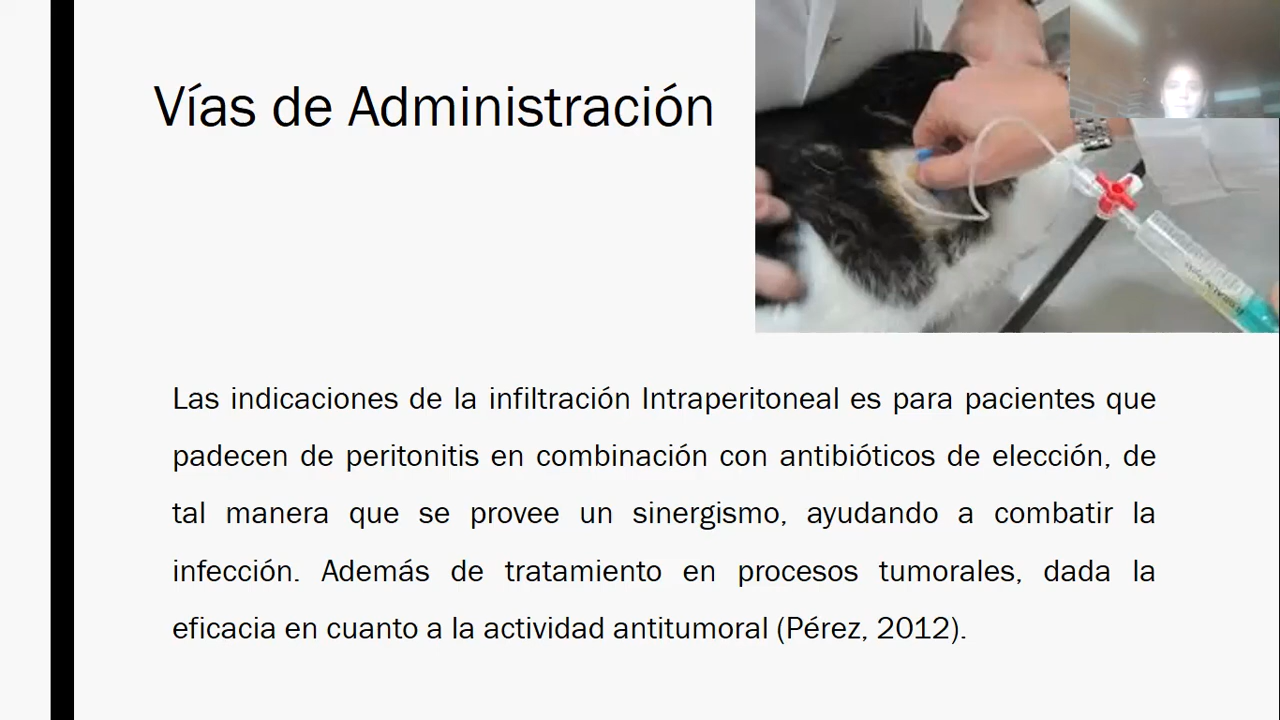 Vías de Administración
Las indicaciones de la infiltración Intraperitoneal es para pacientes que
padecen de peritonitis en combinación con antibióticos de elección, de
tal manera que se provee un sinergismo, ayudando a combatir la
infección. Además de tratamiento en procesos tumorales, dada la
eficacia en cuanto a la actividad antitumoral (Pérez, 2012).